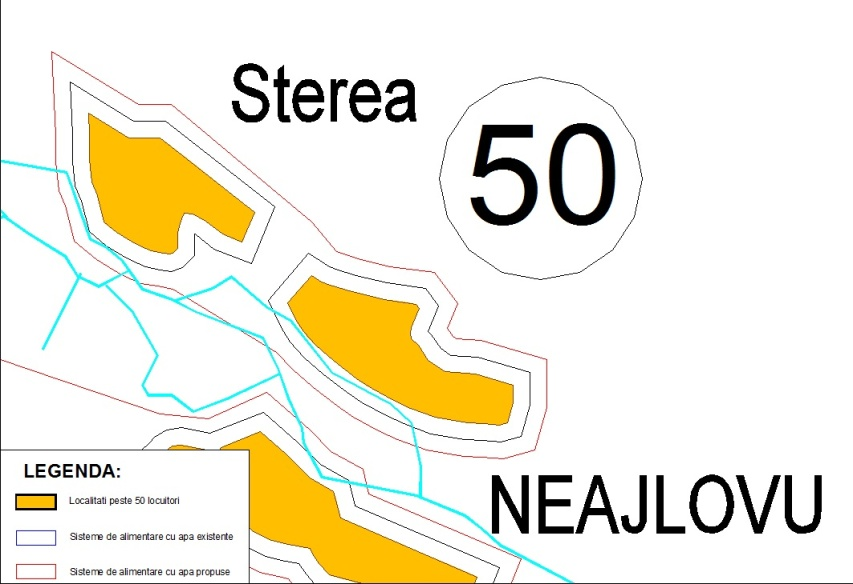 Sterea
50
NEAJLOVU
LEGENDA:
Localitati peste 50 locuitori
Sisteme de alimentare cu apa existente
Sisteme de alimentare cu apa propuse